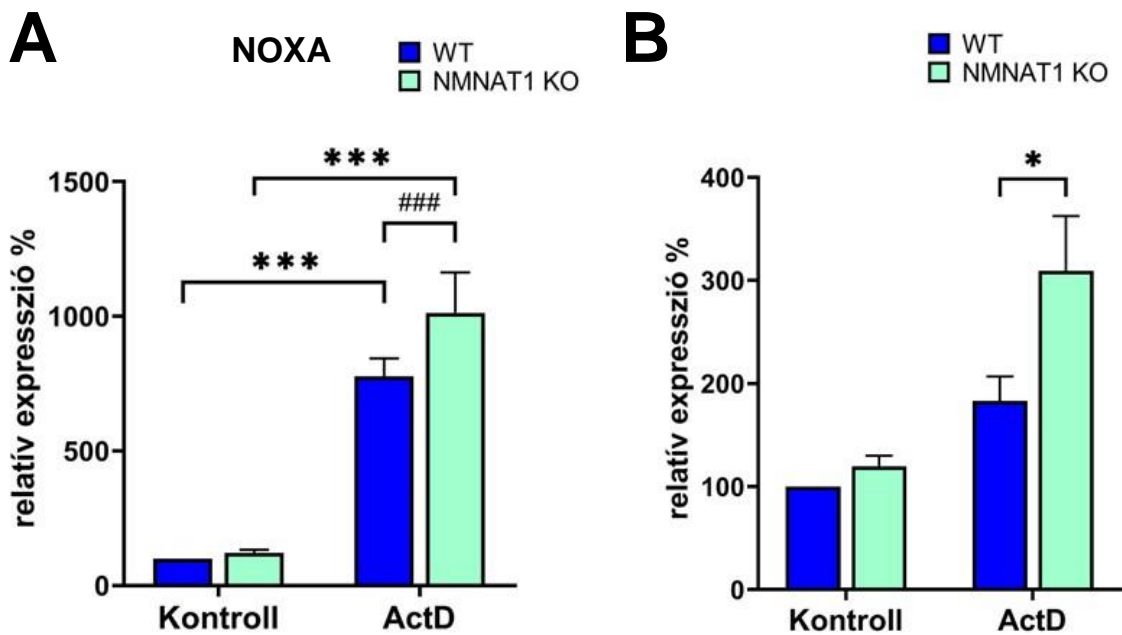 A
NOXA
WT
NMNAT1 KO
***
###
***
1500
1000
500
0
relatív expresszió %
Kontroll
ActD
B
WT
NMNAT1 KO
*
400
300
200
100
0
relatív expresszió %
Kontroll
ActD